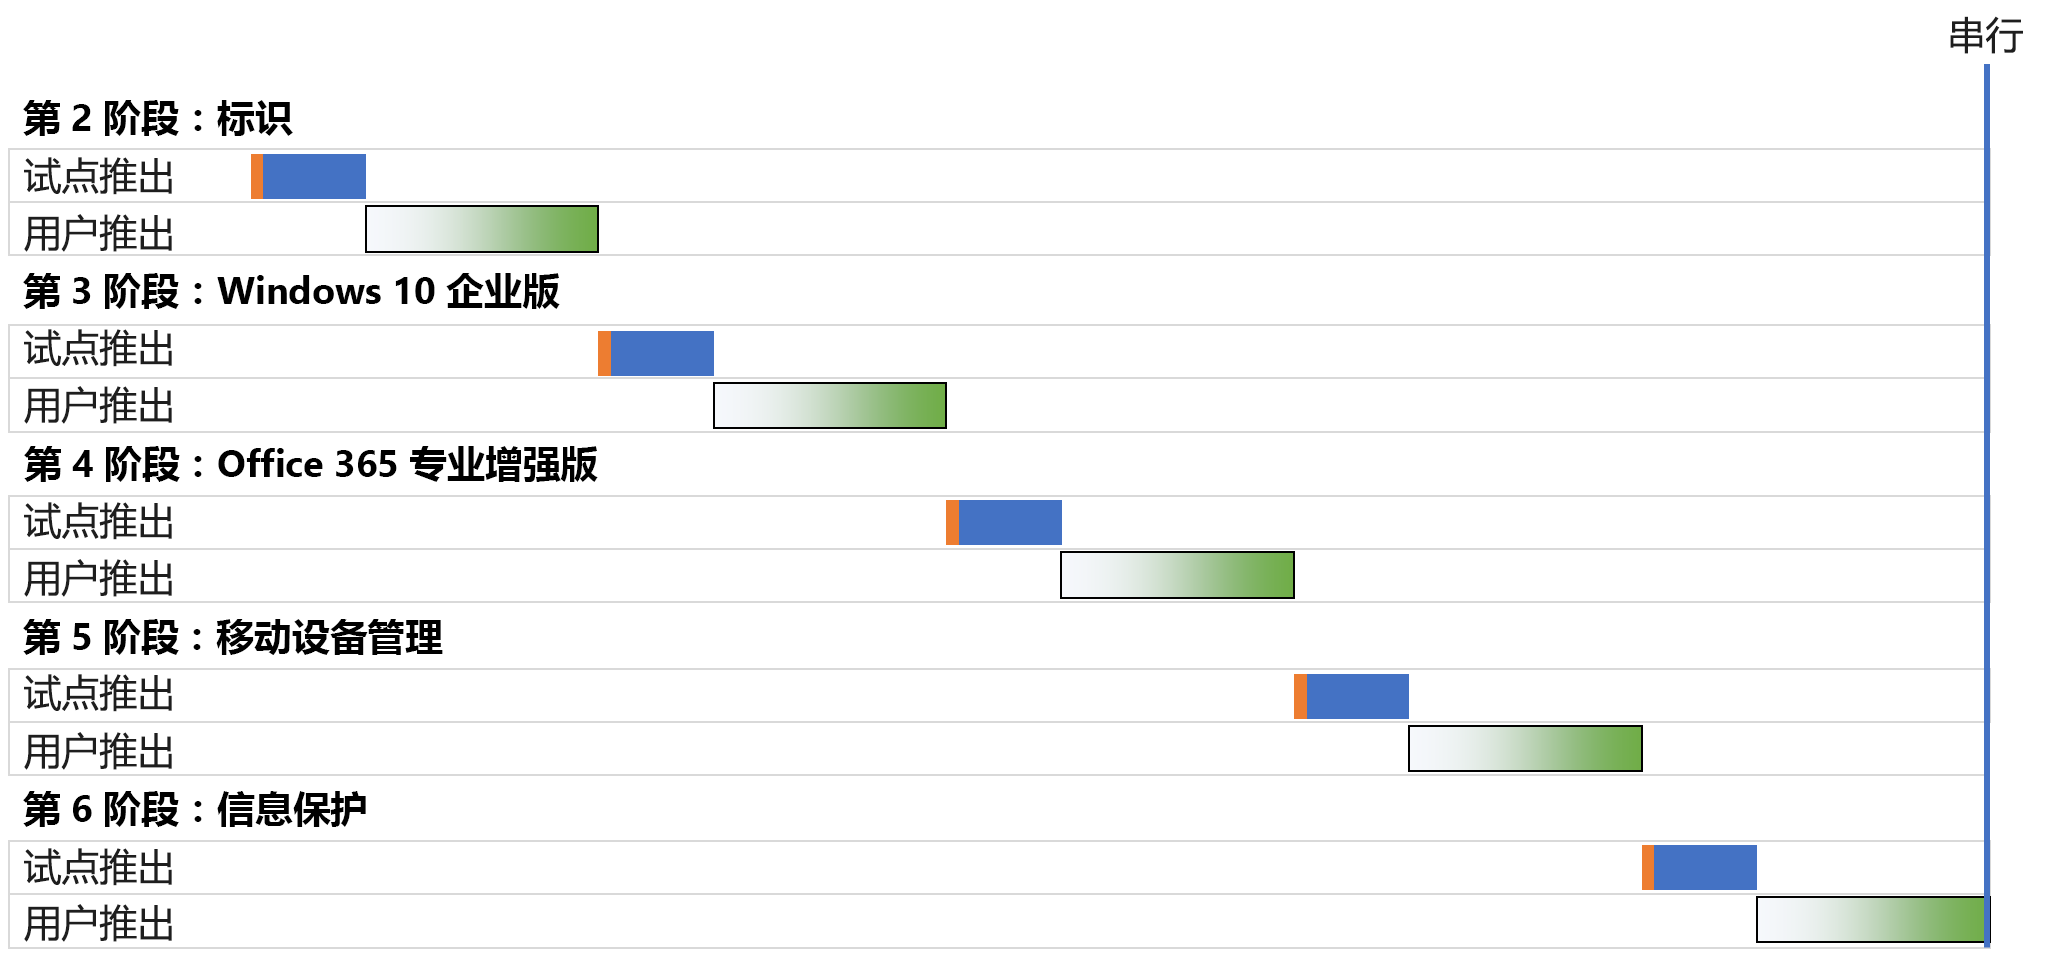 串行
第 2 阶段：标识
试点推出
用户推出
第 3 阶段：Windows 10 企业版
试点推出
用户推出
第 4 阶段：Office 365 专业增强版
试点推出
用户推出
第 5 阶段：移动设备管理
试点推出
用户推出
第 6 阶段：信息保护
试点推出
用户推出